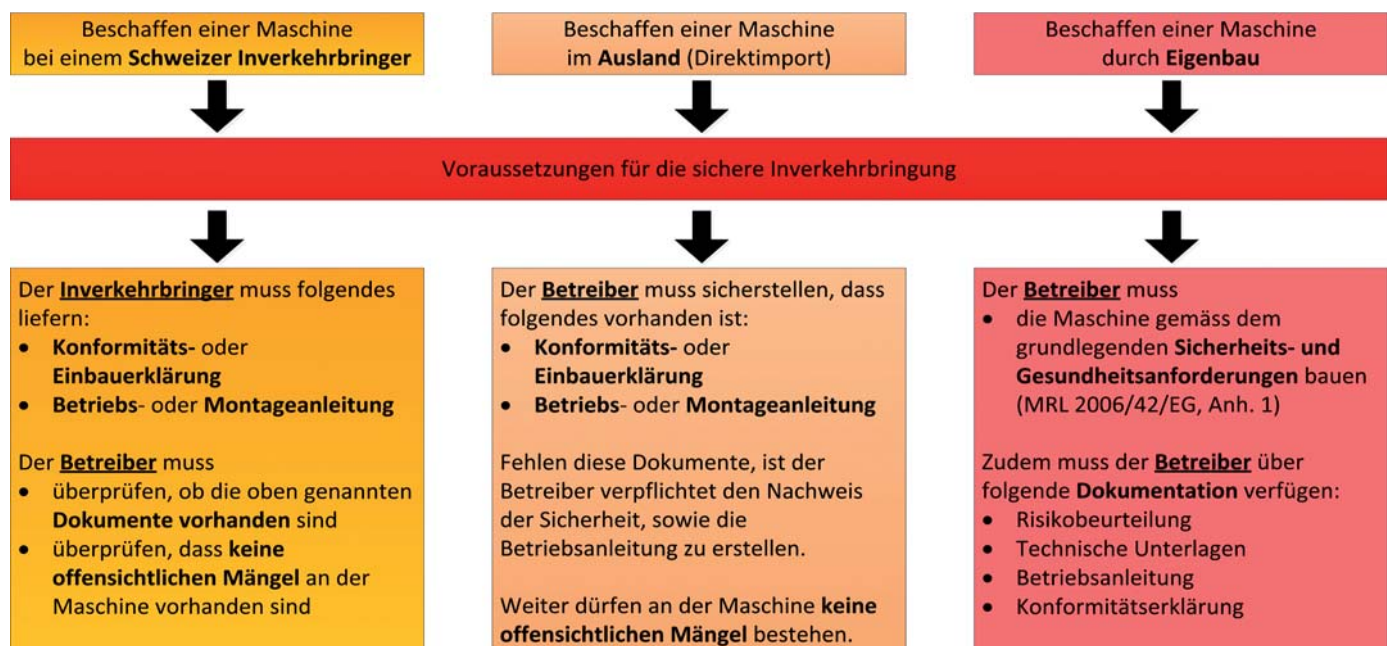 Beschaffen einer Maschine
bei einem Schweizer Inverkehrbringer
Beschaffen einer Maschine
im Ausland (Direktimport)
Beschaffen einer Maschine
durch Eigenbau
Voraussetzungen für die sichere Inverkehrbringung
Der Inverkehrbringer muss folgendes
liefern:
• Konformitäts- oder
Einbauerklärung
• Betriebs- oder Montageanleitung
Der Betreiber muss
• überprüfen, ob die oben genannten
Dokumente vorhanden sind
• überprüfen, dass keine
offensichtlichen Mängel an der
Maschine vorhanden sind
Der Betreiber muss sicherstellen, dass
folgendes vorhanden ist:
• Konformitäts- oder
Einbauerklärung
• Betriebs- oder Montageanleitung
Fehlen diese Dokumente, ist der
Betreiber verpflichtet den Nachweis
der Sicherheit, sowie die
Betriebsanleitung zu erstellen.
Weiter dürfen an der Maschine keine
offensichtlichen Mängel bestehen.
Der Betreiber muss
• die Maschine gemäss dem
grundlegenden Sicherheits- und
Gesundheitsanforderungen bauen
(MRL 2006/42/EG, Anh. 1)
Zudem muss der Betreiber über
folgende Dokumentation verfügen:
• Risikobeurteilung
• Technische Unterlagen
• Betriebsanleitung
• Konformitätserklärung